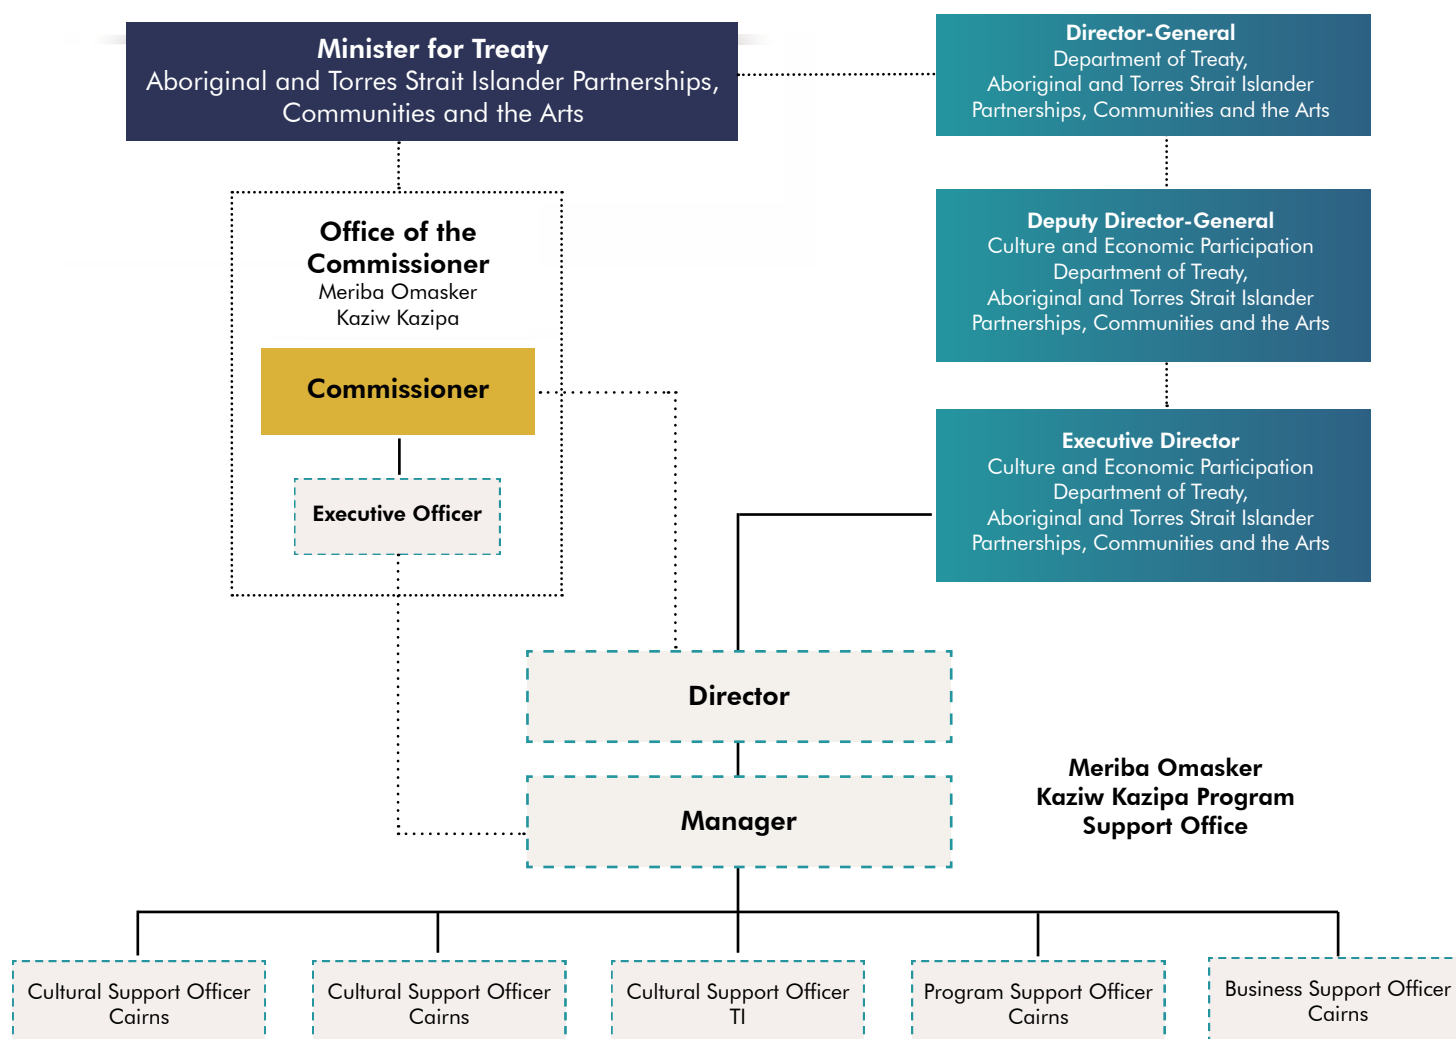 Minister for Treaty
Aboriginal and Torres Strait Islander Partnerships,
Communities and the Arts
Director-General
Department of Treaty,
Aboriginal and Torres Strait Islander
Partnerships, Communities and the Arts
Office of the
Commissioner
Meriba Omasker
Kaziw Kazipa
Commissioner
Executive Officer
Deputy Director-General
Culture and Economic Participation
Department of Treaty,
Aboriginal and Torres Strait Islander
Partnerships, Communities and the Arts
Executive Director
Culture and Economic Participation
Department of Treaty,
Aboriginal and Torres Strait Islander
Partnerships, Communities and the Arts
Director
Manager
Meriba Omasker
Kaziw Kazipa Program
Support Office
Cultural Support Officer
Cairns
Cultural Support Officer
Cairns
Cultural Support Officer
TI
Program Support Officer
Cairns
Business Support Officer
Cairns